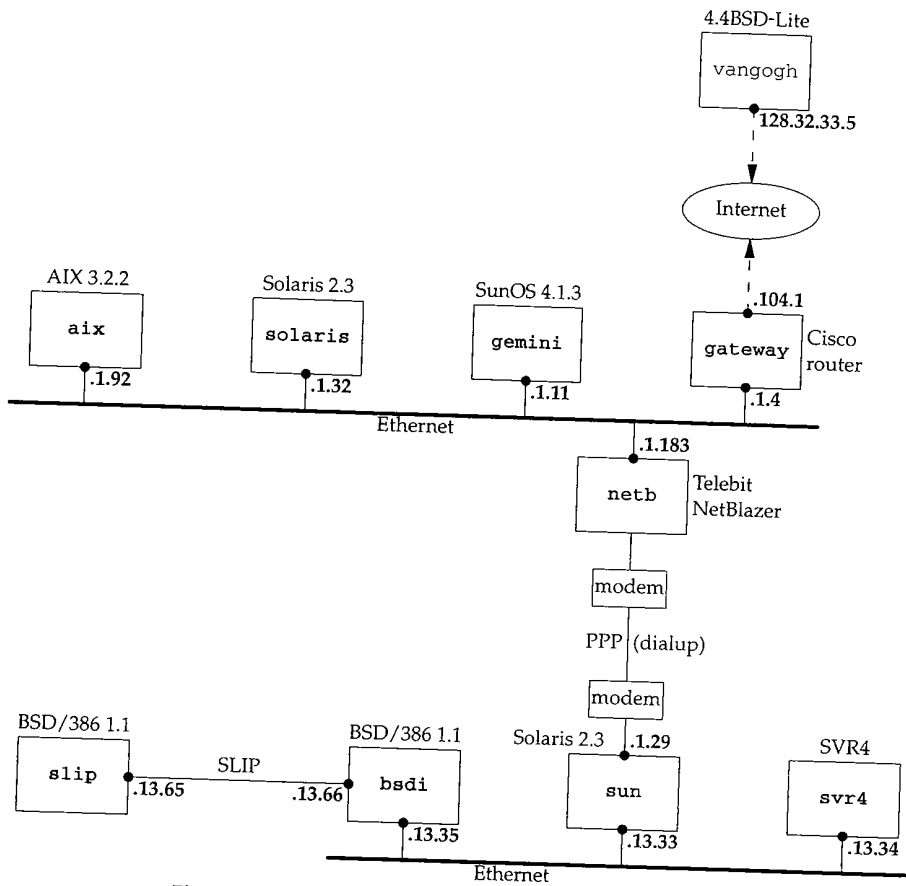 4.4BSD-Lite
vangogh
128.32.33.5
Internet
AIX 3.2.2
Solaris 2.3
SunOS 4.1.3
.104.1
aix
solaris
gemini
gateway
Cisco
router
.1.92
.1.32
.1.11
.1.4
Ethernet
.1.183
netb
Telebit
NetBlazer
modem
PPP (dialup)
modem
BSD/386 1.1
BSD/386 1.1
Solaris 2.3
.1.29
SVR4
slip
SLIP
bsdi
sun
svr4
.13.65
.13.66
.13.35
.13.33
.13.34
Ethernet